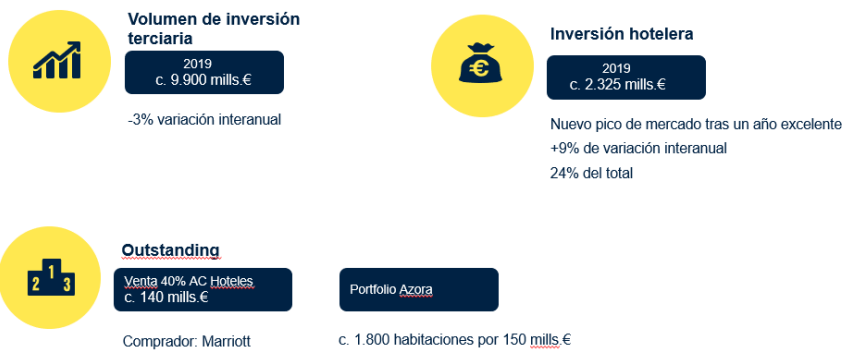 Volumen de inversión
terciaria
2019
c. 9.900 mills.€
-3% variación interanual
Inversión hotelera
2019
c. 2.325 mills.€
Nuevo pico de mercado tras un año excelente
+9% de variación interanual
24% del total
€
2 1 3
Outstanding
Venta 40% AC Hoteles
c. 140 mills.€
Comprador: Marriott
Portfolio Azora
c. 1.800 habitaciones por 150 mills.€